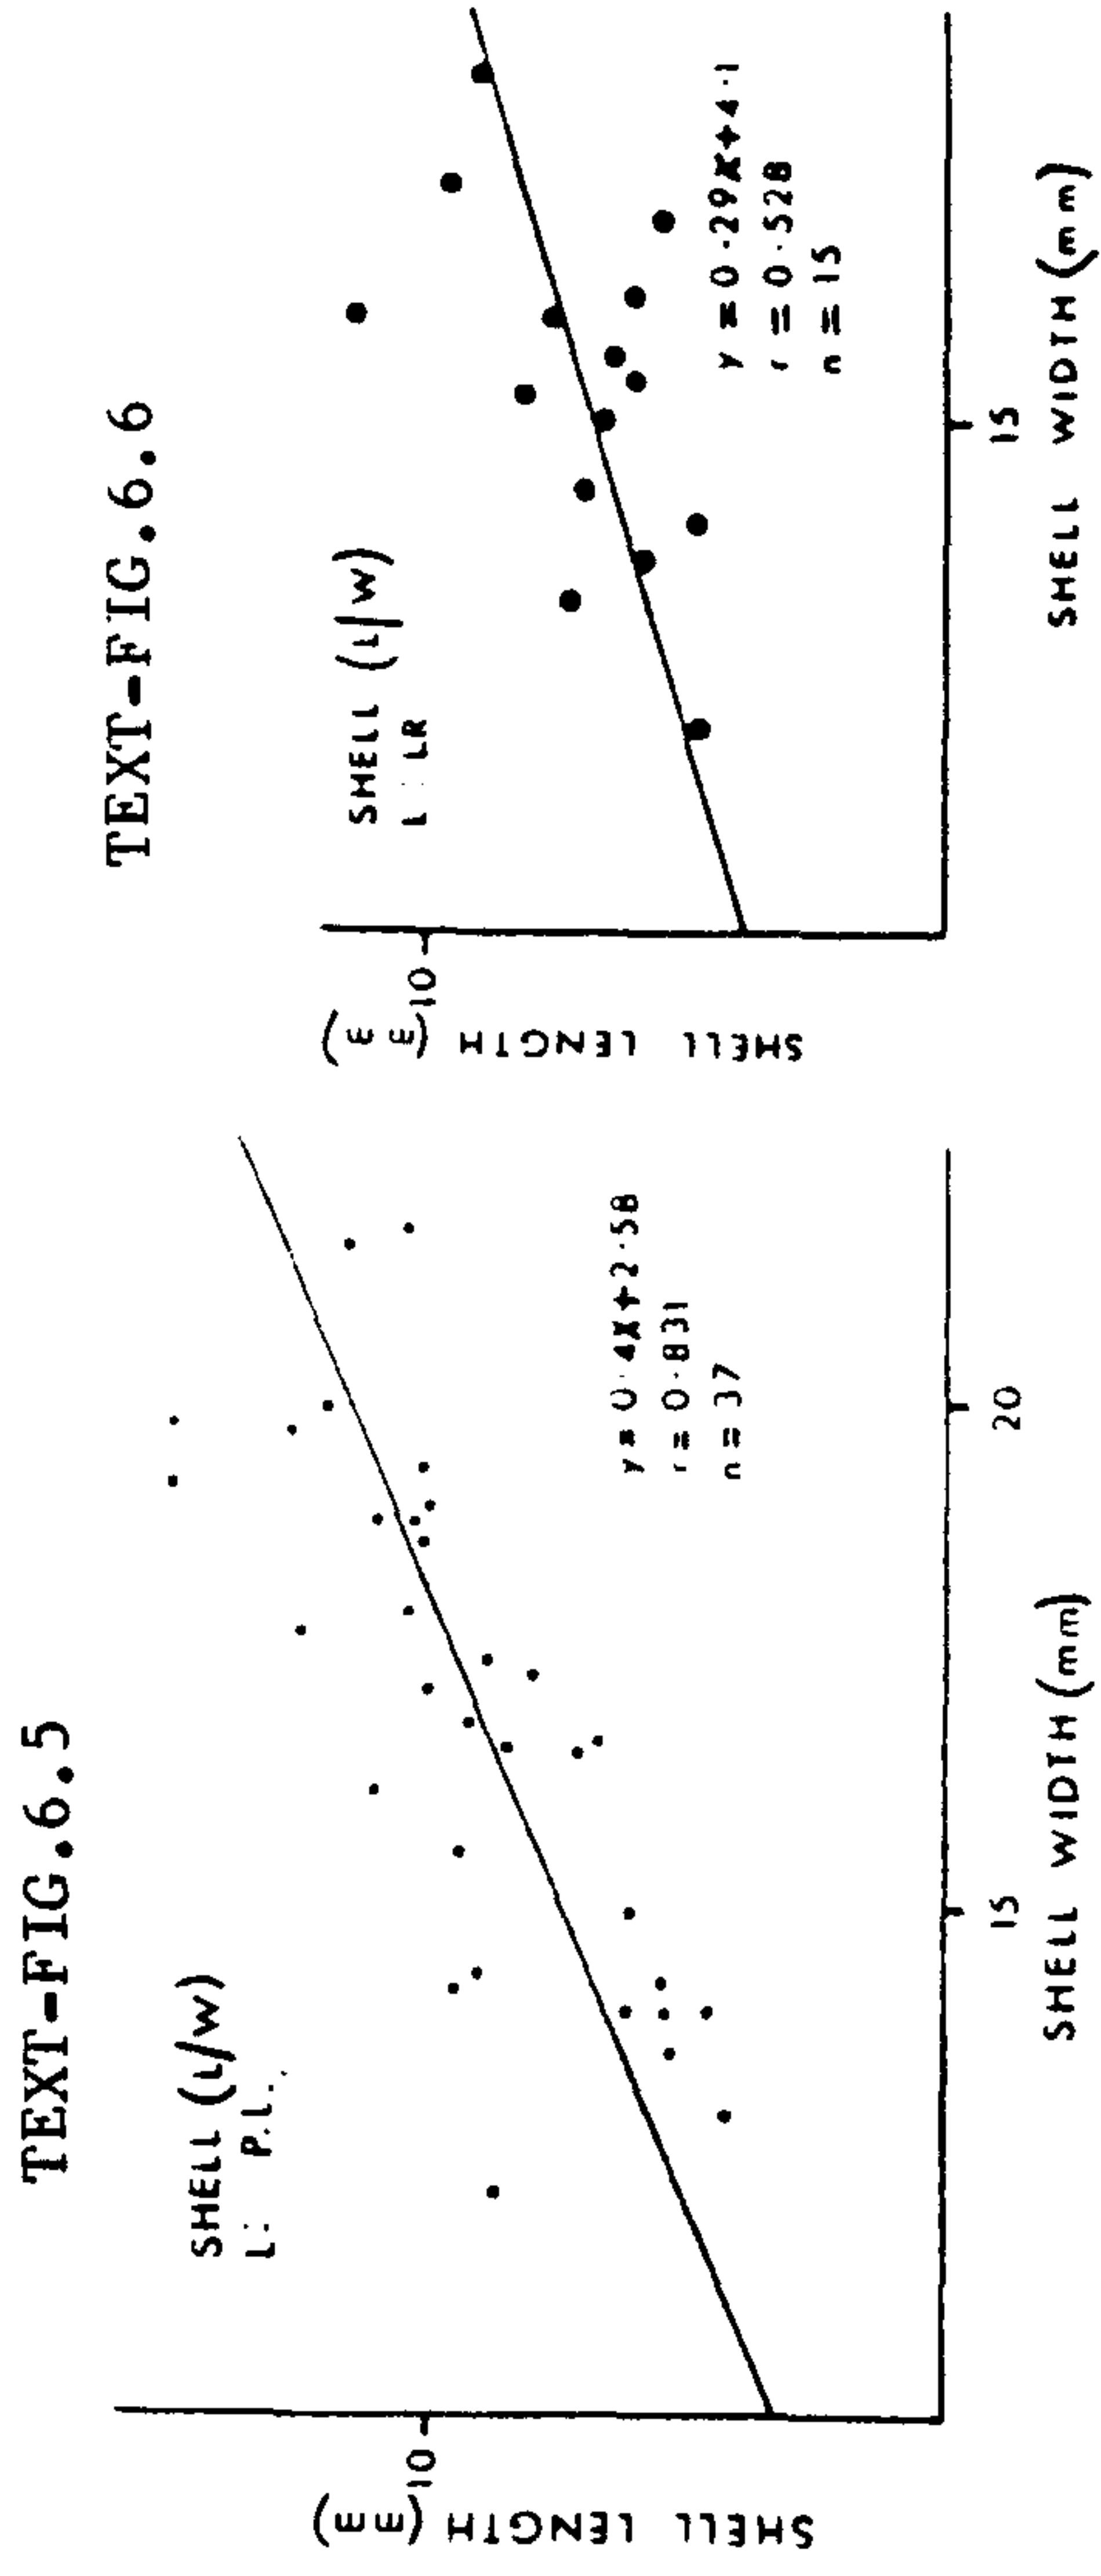 TEXT-FIG.6.5
SHELL (L/W)
L: P.L.
SHELL LENGTH (mm)
10
y = 0·4X+2·58
r = 0·831
n = 37
15
20
SHELL WIDTH (mm)
TEXT-FIG.6.6
SHELL (L/W)
L: LR
SHELL LENGTH (mm)
10
y = 0·29X+4·1
r = 0·528
n = 15
15
SHELL WIDTH (mm)